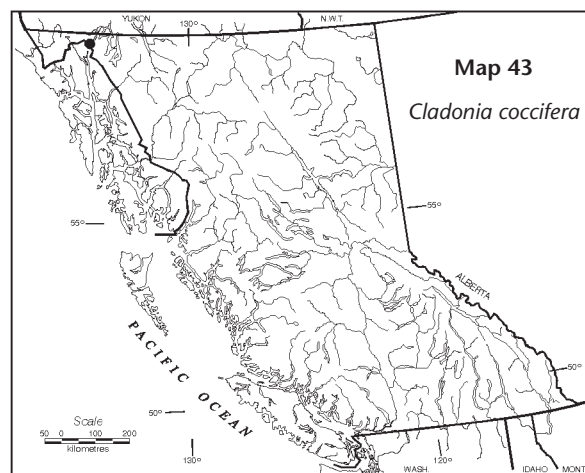 YUKON
130°
N.W.T.
Map 43
Cladonia coccifera
55°
55°
ALBERTA
PACIFIC OCEAN
50°
50°
Scale
50 0 100 200
kilometres
130°
120°
WASH.
IDAHO
MONT